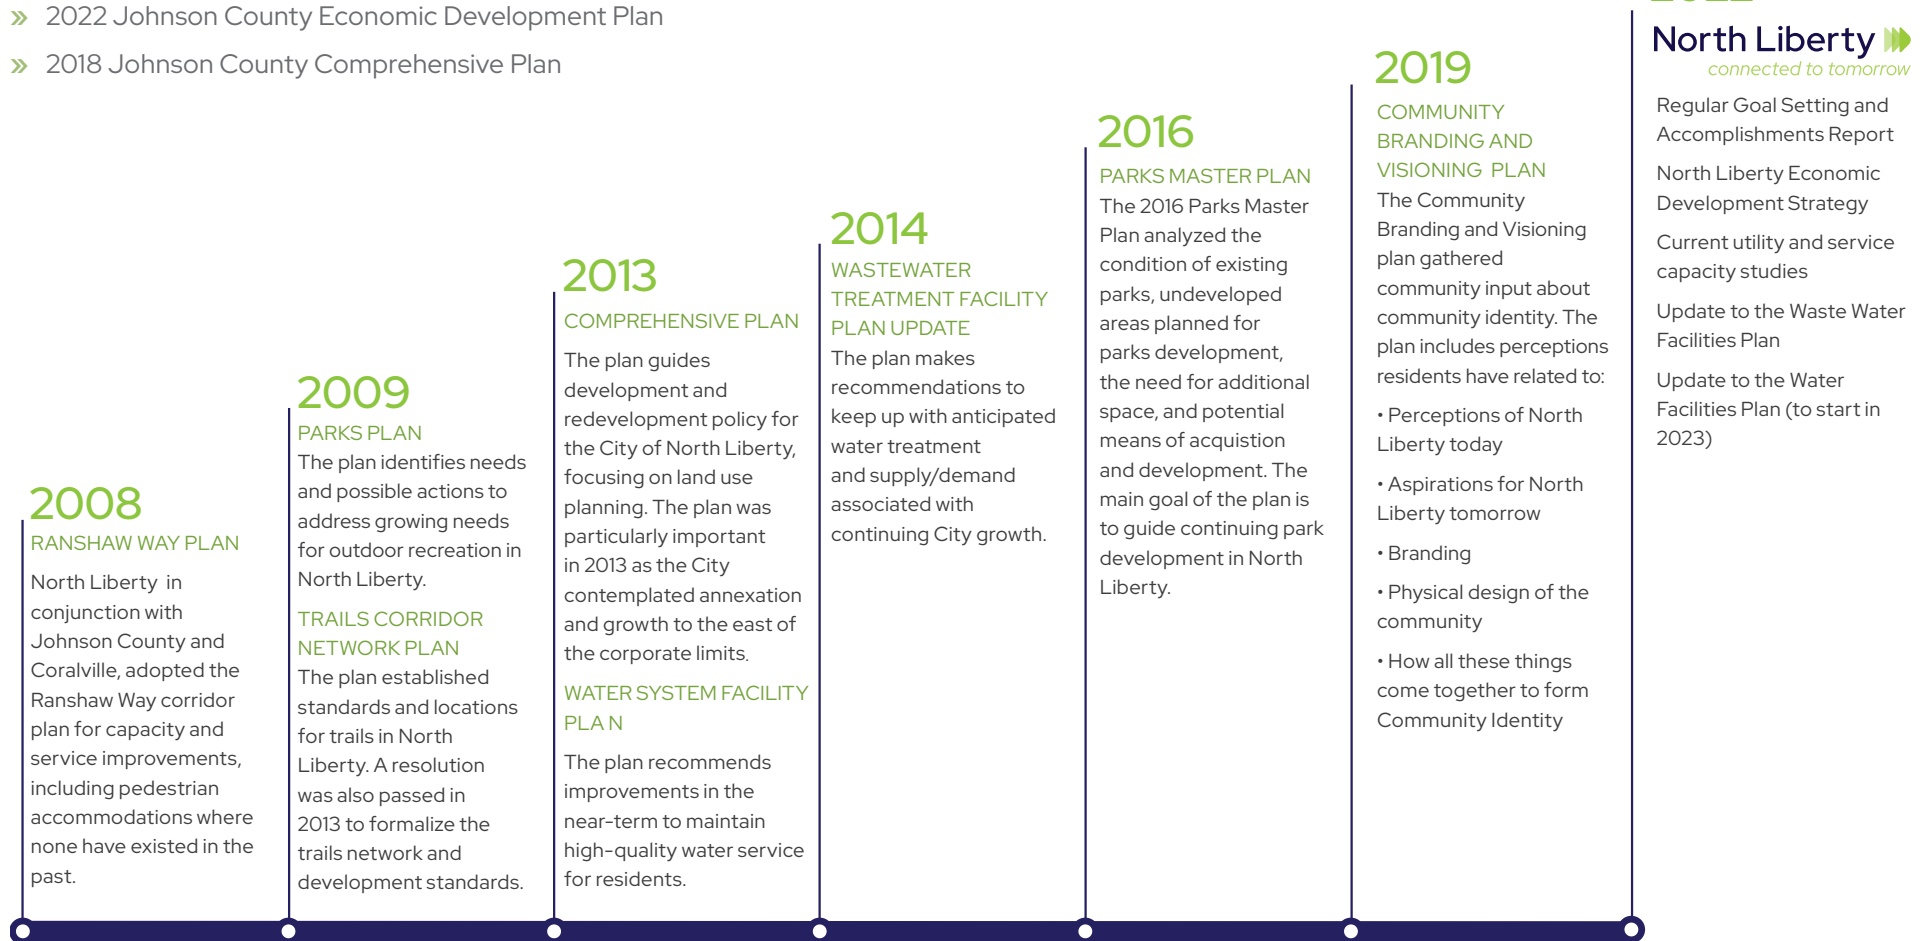 » 2022 Johnson County Economic Development Plan
» 2018 Johnson County Comprehensive Plan
2008
RANSHAW WAY PLAN
North Liberty in
conjunction with
Johnson County and
Coralville, adopted the
Ranshaw Way corridor
plan for capacity and
service improvements,
including pedestrian
accommodations where
none have existed in the
past.
2009
PARKS PLAN
The plan identifies needs
and possible actions to
address growing needs
for outdoor recreation in
North Liberty.
TRAILS CORRIDOR
NETWORK PLAN
The plan established
standards and locations
for trails in North
Liberty. A resolution
was also passed in
2013 to formalize the
trails network and
development standards.
2013
COMPREHENSIVE PLAN
The plan guides
development and
redevelopment policy for
the City of North Liberty,
focusing on land use
planning. The plan was
particularly important
in 2013 as the City
contemplated annexation
and growth to the east of
the corporate limits.
WATER SYSTEM FACILITY
PLA N
The plan recommends
improvements in the
near-term to maintain
high-quality water service
for residents.
2014
WASTEWATER
TREATMENT FACILITY
PLAN UPDATE
The plan makes
recommendations to
keep up with anticipated
water treatment
and supply/demand
associated with
continuing City growth.
2016
PARKS MASTER PLAN
The 2016 Parks Master
Plan analyzed the
condition of existing
parks, undeveloped
areas planned for
parks development,
the need for additional
space, and potential
means of acquistion
and development. The
main goal of the plan is
to guide continuing park
development in North
Liberty.
2019
COMMUNITY
BRANDING AND
VISIONING PLAN
The Community
Branding and Visioning
plan gathered
community input about
community identity. The
plan includes perceptions
residents have related to:
• Perceptions of North
Liberty today
• Aspirations for North
Liberty tomorrow
• Branding
• Physical design of the
community
• How all these things
come together to form
Community Identity
North Liberty
connected to tomorrow
Regular Goal Setting and
Accomplishments Report
North Liberty Economic
Development Strategy
Current utility and service
capacity studies
Update to the Waste Water
Facilities Plan
Update to the Water
Facilities Plan (to start in
2023)